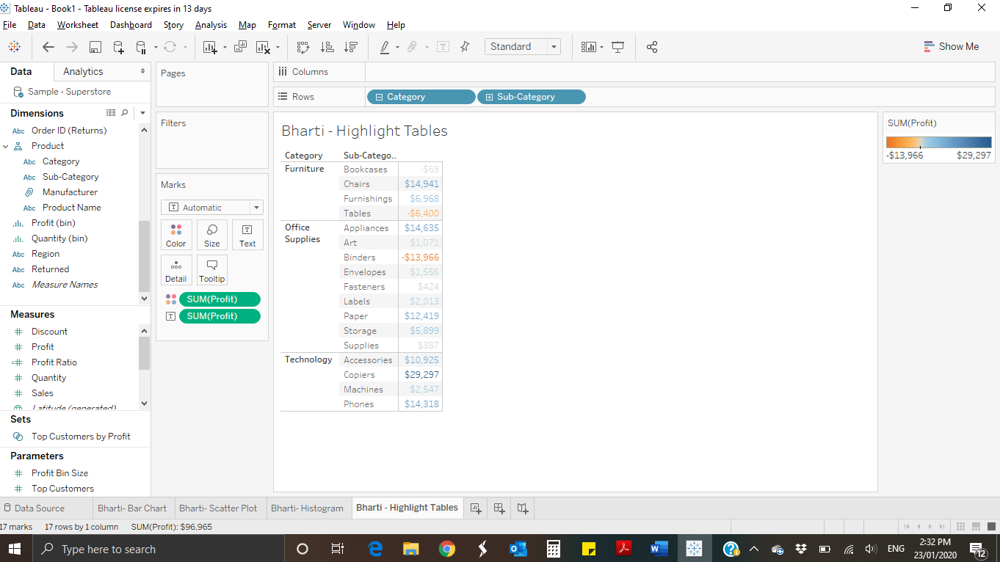 Tableau - Book1 - Tableau license expires in 13 days
File Data Worksheet Dashboard Story Analysis Map Format Server Window Help
Standard
Show Me
Data Analytics
Sample - Superstore
Dimensions
Abc Order ID (Returns)
Product
Abc Category
Abc Sub-Category
Manufacturer
Abc Product Name
Profit (bin)
Quantity (bin)
Abc Region
Abc Returned
Abc Measure Names
Measures
# Discount
# Profit
=# Profit Ratio
# Quantity
# Sales
Latitude (generated)
Sets
Top Customers by Profit
Parameters
# Profit Bin Size
# Top Customers
Pages
Filters
Marks
T Automatic
Color Size Text
Detail Tooltip
SUM(Profit)
T SUM(Profit)
Columns
Rows Category Sub-Category
Bharti - Highlight Tables
Category Sub-Catego..
Furniture Bookcases -$69
Chairs $14,941
Furnishings $6,968
Tables -$6,400
Office Supplies Appliances $14,635
Art $1,071
Binders -$13,966
Envelopes $1,556
Fasteners $424
Labels $2,013
Paper $12,419
Storage $5,899
Supplies $387
Technology Accessories $10,925
Copiers $29,297
Machines $2,547
Phones $14,318
SUM(Profit)
-$13,966 $29,297
Data Source Bharti- Bar Chart Bharti- Scatter Plot Bharti- Histogram Bharti - Highlight Tables
17 marks 17 rows by 1 column SUM(Profit): $96,965
Type here to search
ENG
2:32 PM
23/01/2020
12